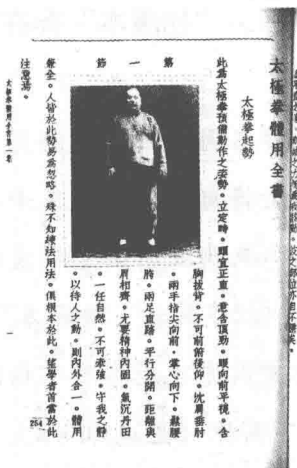 太極拳體用全書
太極拳起勢
第一節
此為太極拳預備動作之姿勢。立定時。頭宜正直。意含頂勁。眼向前平視。含
胸拔背。不可前俯後仰。沈肩垂肘
。兩手指尖向前。掌心向下。鬆腰
胯。兩足直踏。平行分開。距離與
肩相齊。尤要精神內固。氣沉丹田
。一任自然。不可牽強。守我之靜
。以待人之動。則內外合一。體用
兼全。人皆於此勢易為忽略。殊不知練法用法。俱根本於此。望學者首當於此
注意焉。
太極拳體用全書第一集
一
254